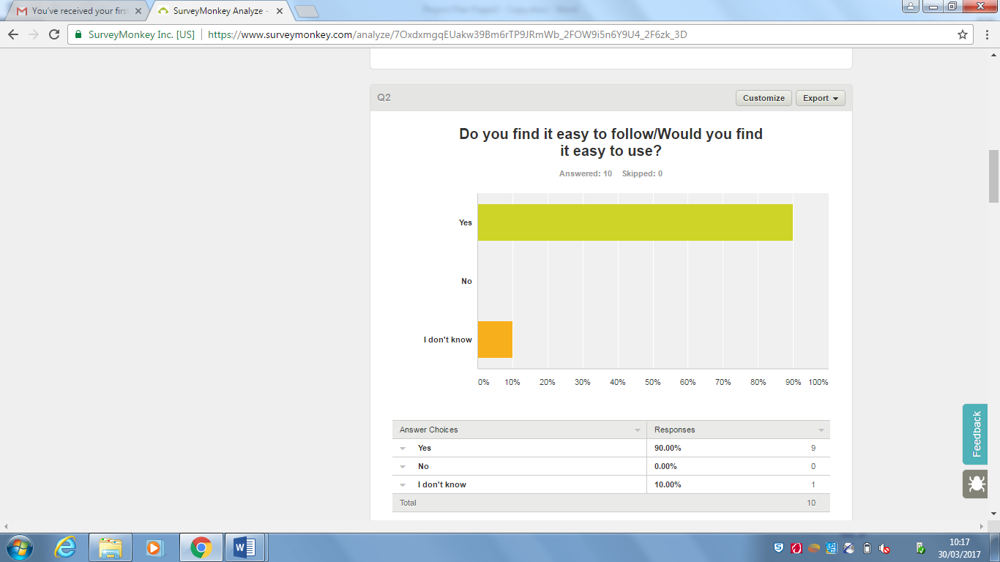 You've received your first
SurveyMonkey Analyze -
SurveyMonkey Inc. [US]
https://www.surveymonkey.com/analyze/7OxdxmgqEUakw39Bm6rTP9JRmWb_2FOW9i5n6Y9U4_2F6zk_3D
Q2
Customize
Export
Do you find it easy to follow/Would you find
it easy to use?
Answered: 10 Skipped: 0
Yes
No
I don't know
0% 10% 20% 30% 40% 50% 60% 70% 80% 90% 100%
Answer Choices Responses
Yes 90.00% 9
No 0.00% 0
I don't know 10.00% 1
Total 10
Feedback
10:17
30/03/2017